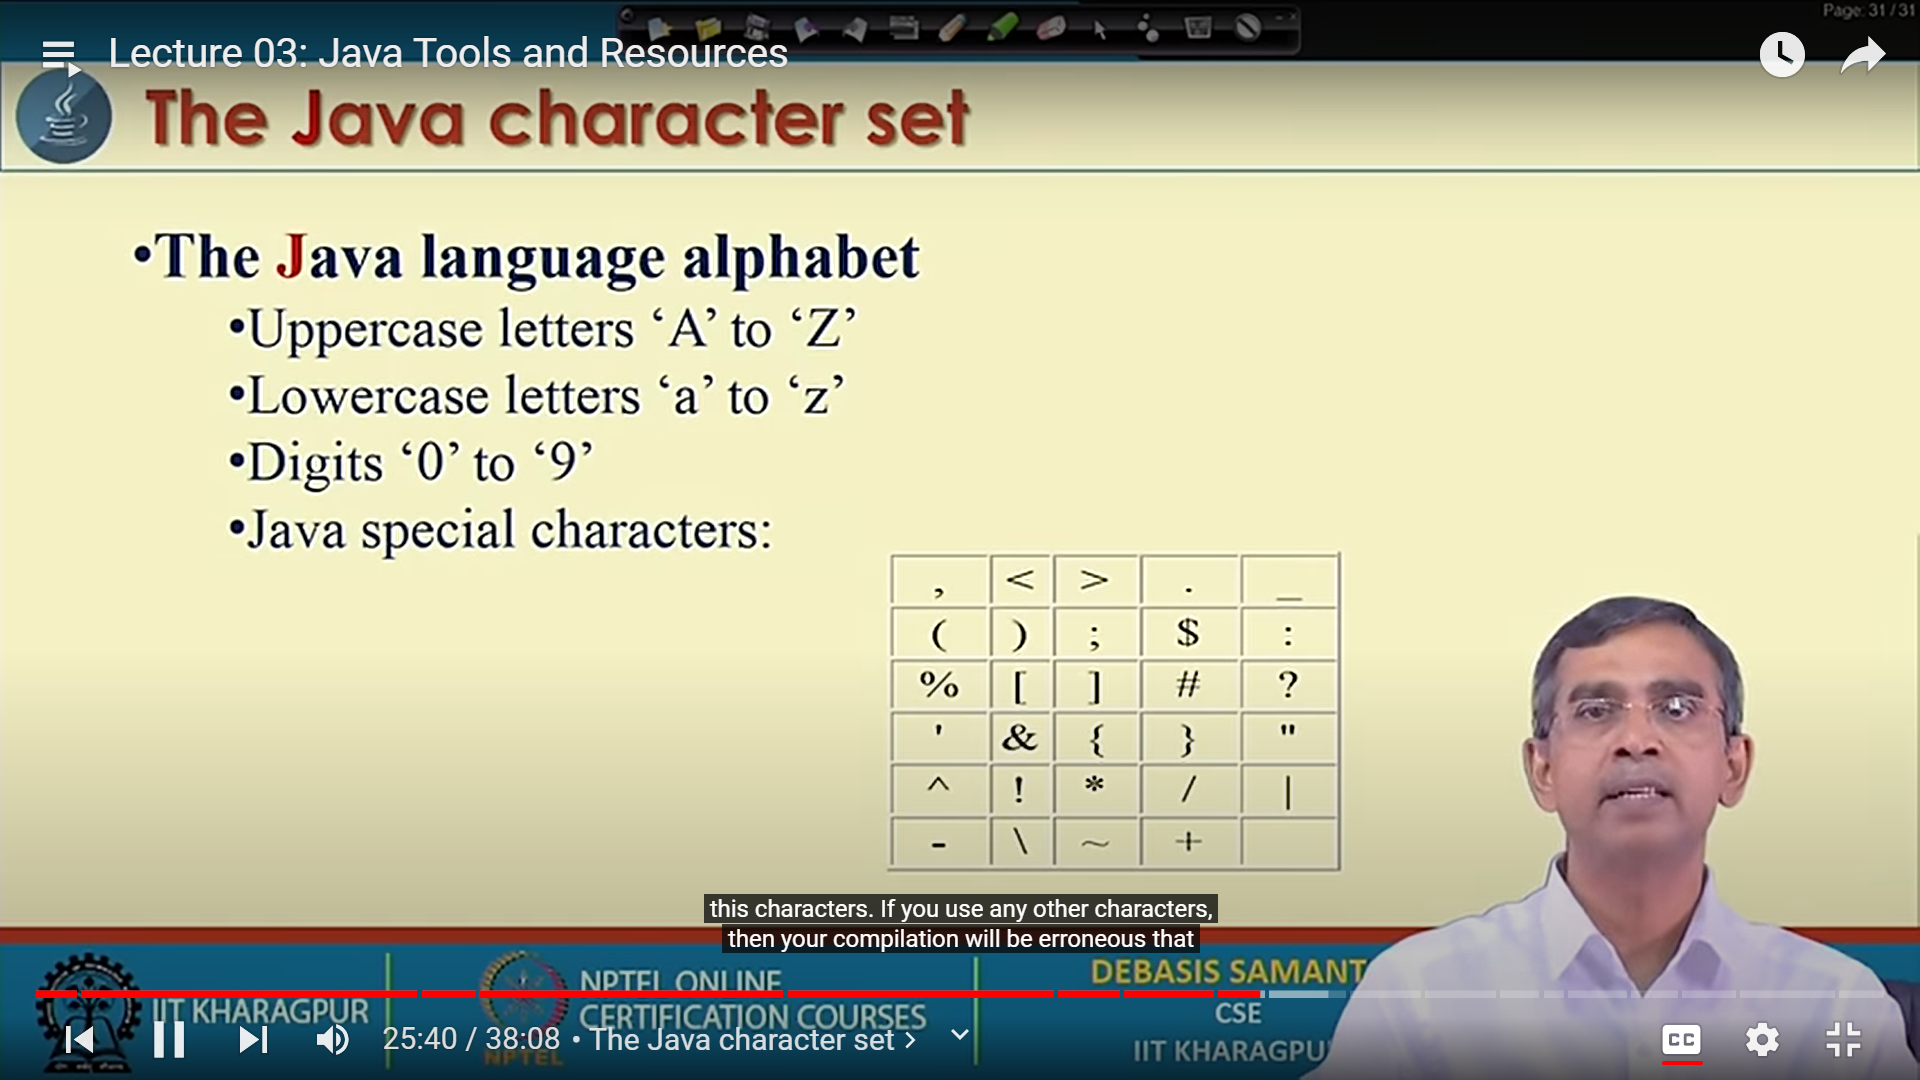 Page: 31 / 31
Lecture 03: Java Tools and Resources
The Java character set
•The Java language alphabet
•Uppercase letters ‘A’ to ‘Z’
•Lowercase letters ‘a’ to ‘z’
•Digits ‘0’ to ‘9’
•Java special characters:
, < > . _
( ) ; $ :
% [ ] # ?
' & { } "
^ ! * / |
- \ ~ +
this characters. If you use any other characters,
then your compilation will be erroneous that
IIT KHARAGPUR
NPTEL ONLINE
CERTIFICATION COURSES
NPTEL
DEBASIS SAMANT
CSE
IIT KHARAGPU
25:40 / 38:08 • The Java character set ›
CC